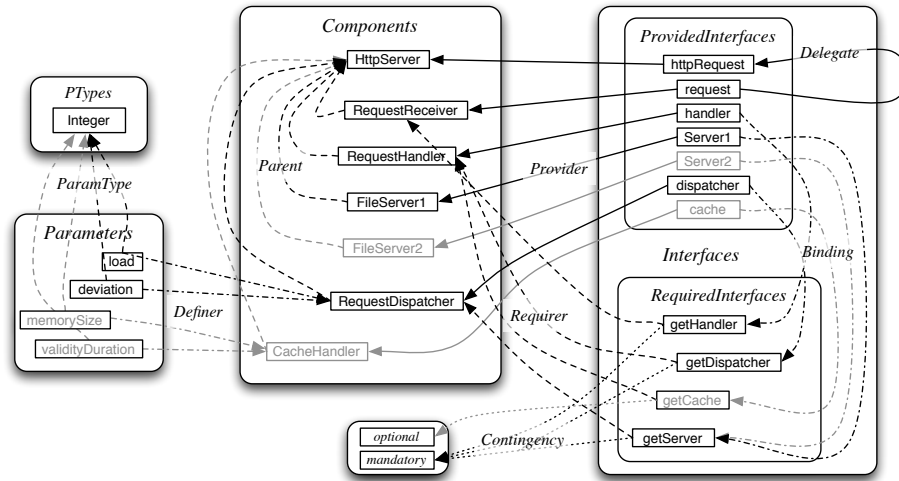 Components
ProvidedInterfaces
HttpServer
httpRequest
Delegate
PTypes
request
Integer
RequestReceiver
handler
Server1
RequestHandler
Parent
Provider
Server2
ParamType
dispatcher
FileServer1
cache
Parameters
FileServer2
Interfaces
Binding
load
deviation
RequestDispatcher
RequiredInterfaces
memorySize
Definer
Requirer
getHandler
validityDuration
CacheHandler
getDispatcher
getCache
optional
Contingency
getServer
mandatory